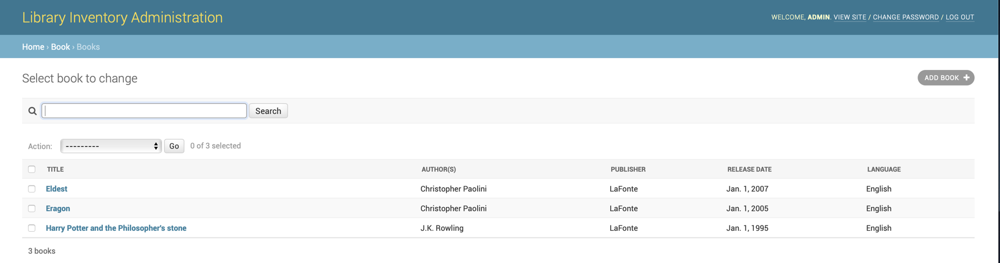 Library Inventory Administration
WELCOME, ADMIN. VIEW SITE / CHANGE PASSWORD / LOG OUT
Home › Book › Books
Select book to change
ADD BOOK +
Search
Action: --------- Go 0 of 3 selected
TITLE AUTHOR(S) PUBLISHER RELEASE DATE LANGUAGE
Eldest Christopher Paolini LaFonte Jan. 1, 2007 English
Eragon Christopher Paolini LaFonte Jan. 1, 2005 English
Harry Potter and the Philosopher's stone J.K. Rowling LaFonte Jan. 1, 1995 English
3 books